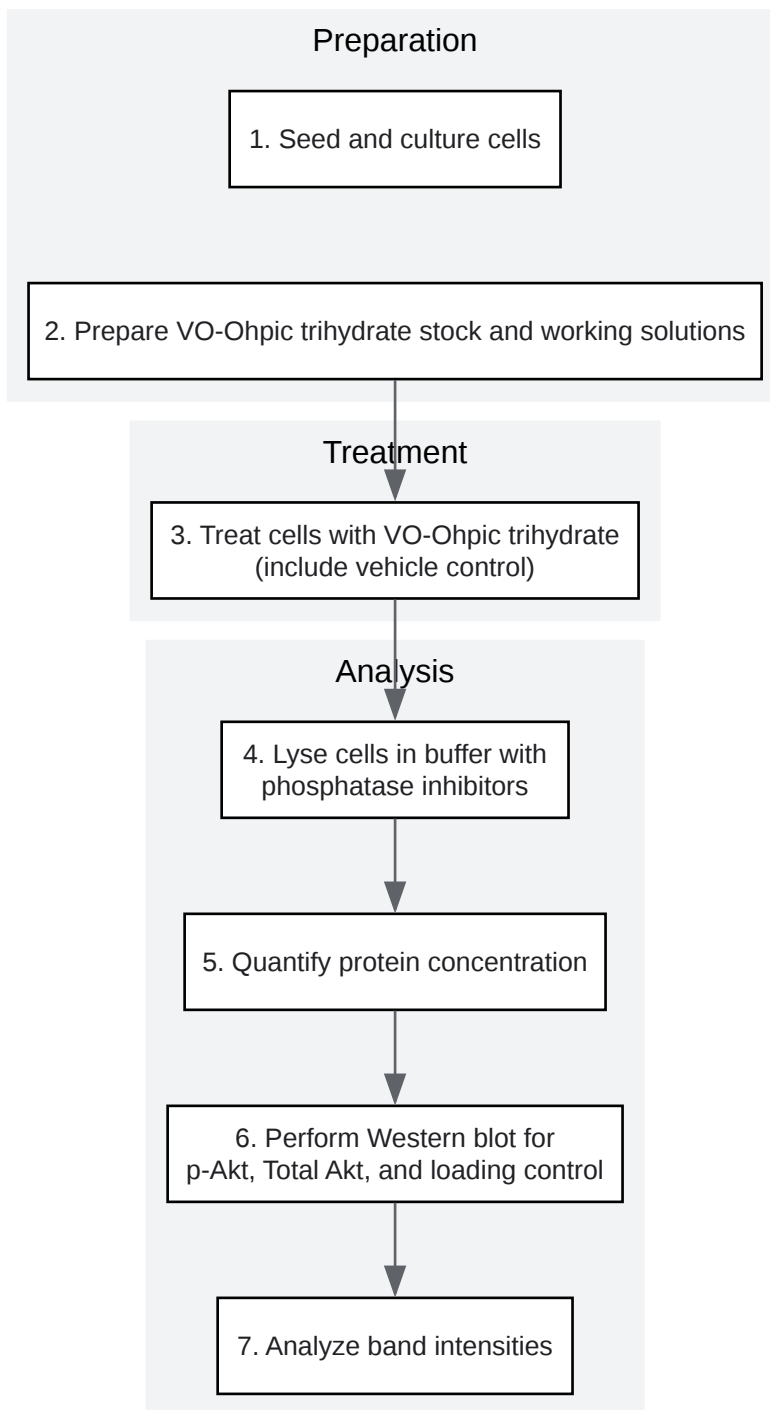 Preparation
1. Seed and culture cells
2. Prepare VO-Ohpic trihydrate stock and working solutions
Treatment
3. Treat cells with VO-Ohpic trihydrate
(include vehicle control)
Analysis
4. Lyse cells in buffer with
phosphatase inhibitors
5. Quantify protein concentration
6. Perform Western blot for
p-Akt, Total Akt, and loading control
7. Analyze band intensities